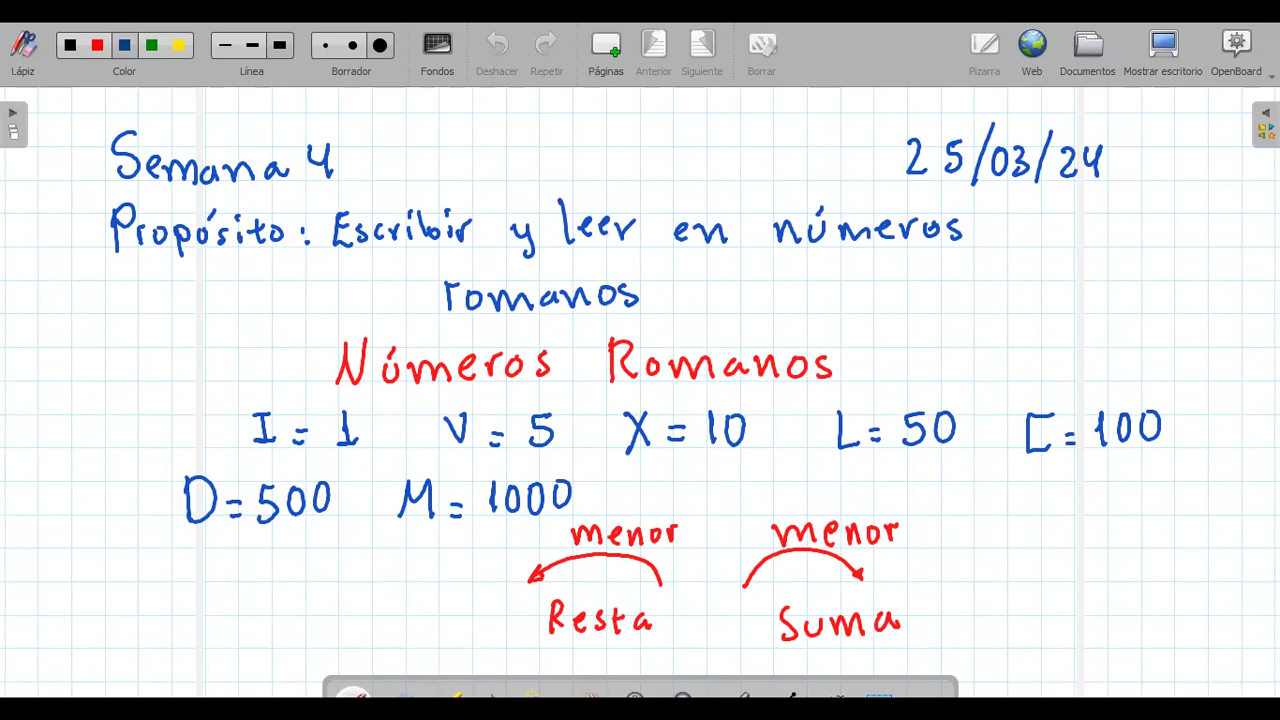 Lápiz Color Línea Borrador Fondos Deshacer Repetir Páginas Anterior Siguiente Borrar Pizarra Web Documentos Mostrar escritorio OpenBoard
Semana 4 25/03/24
Propósito: Escribir y leer en números
romanos
Números Romanos
I = 1 V = 5 X = 10 L = 50 C = 100
D = 500 M = 1000
menor menor
Resta Suma